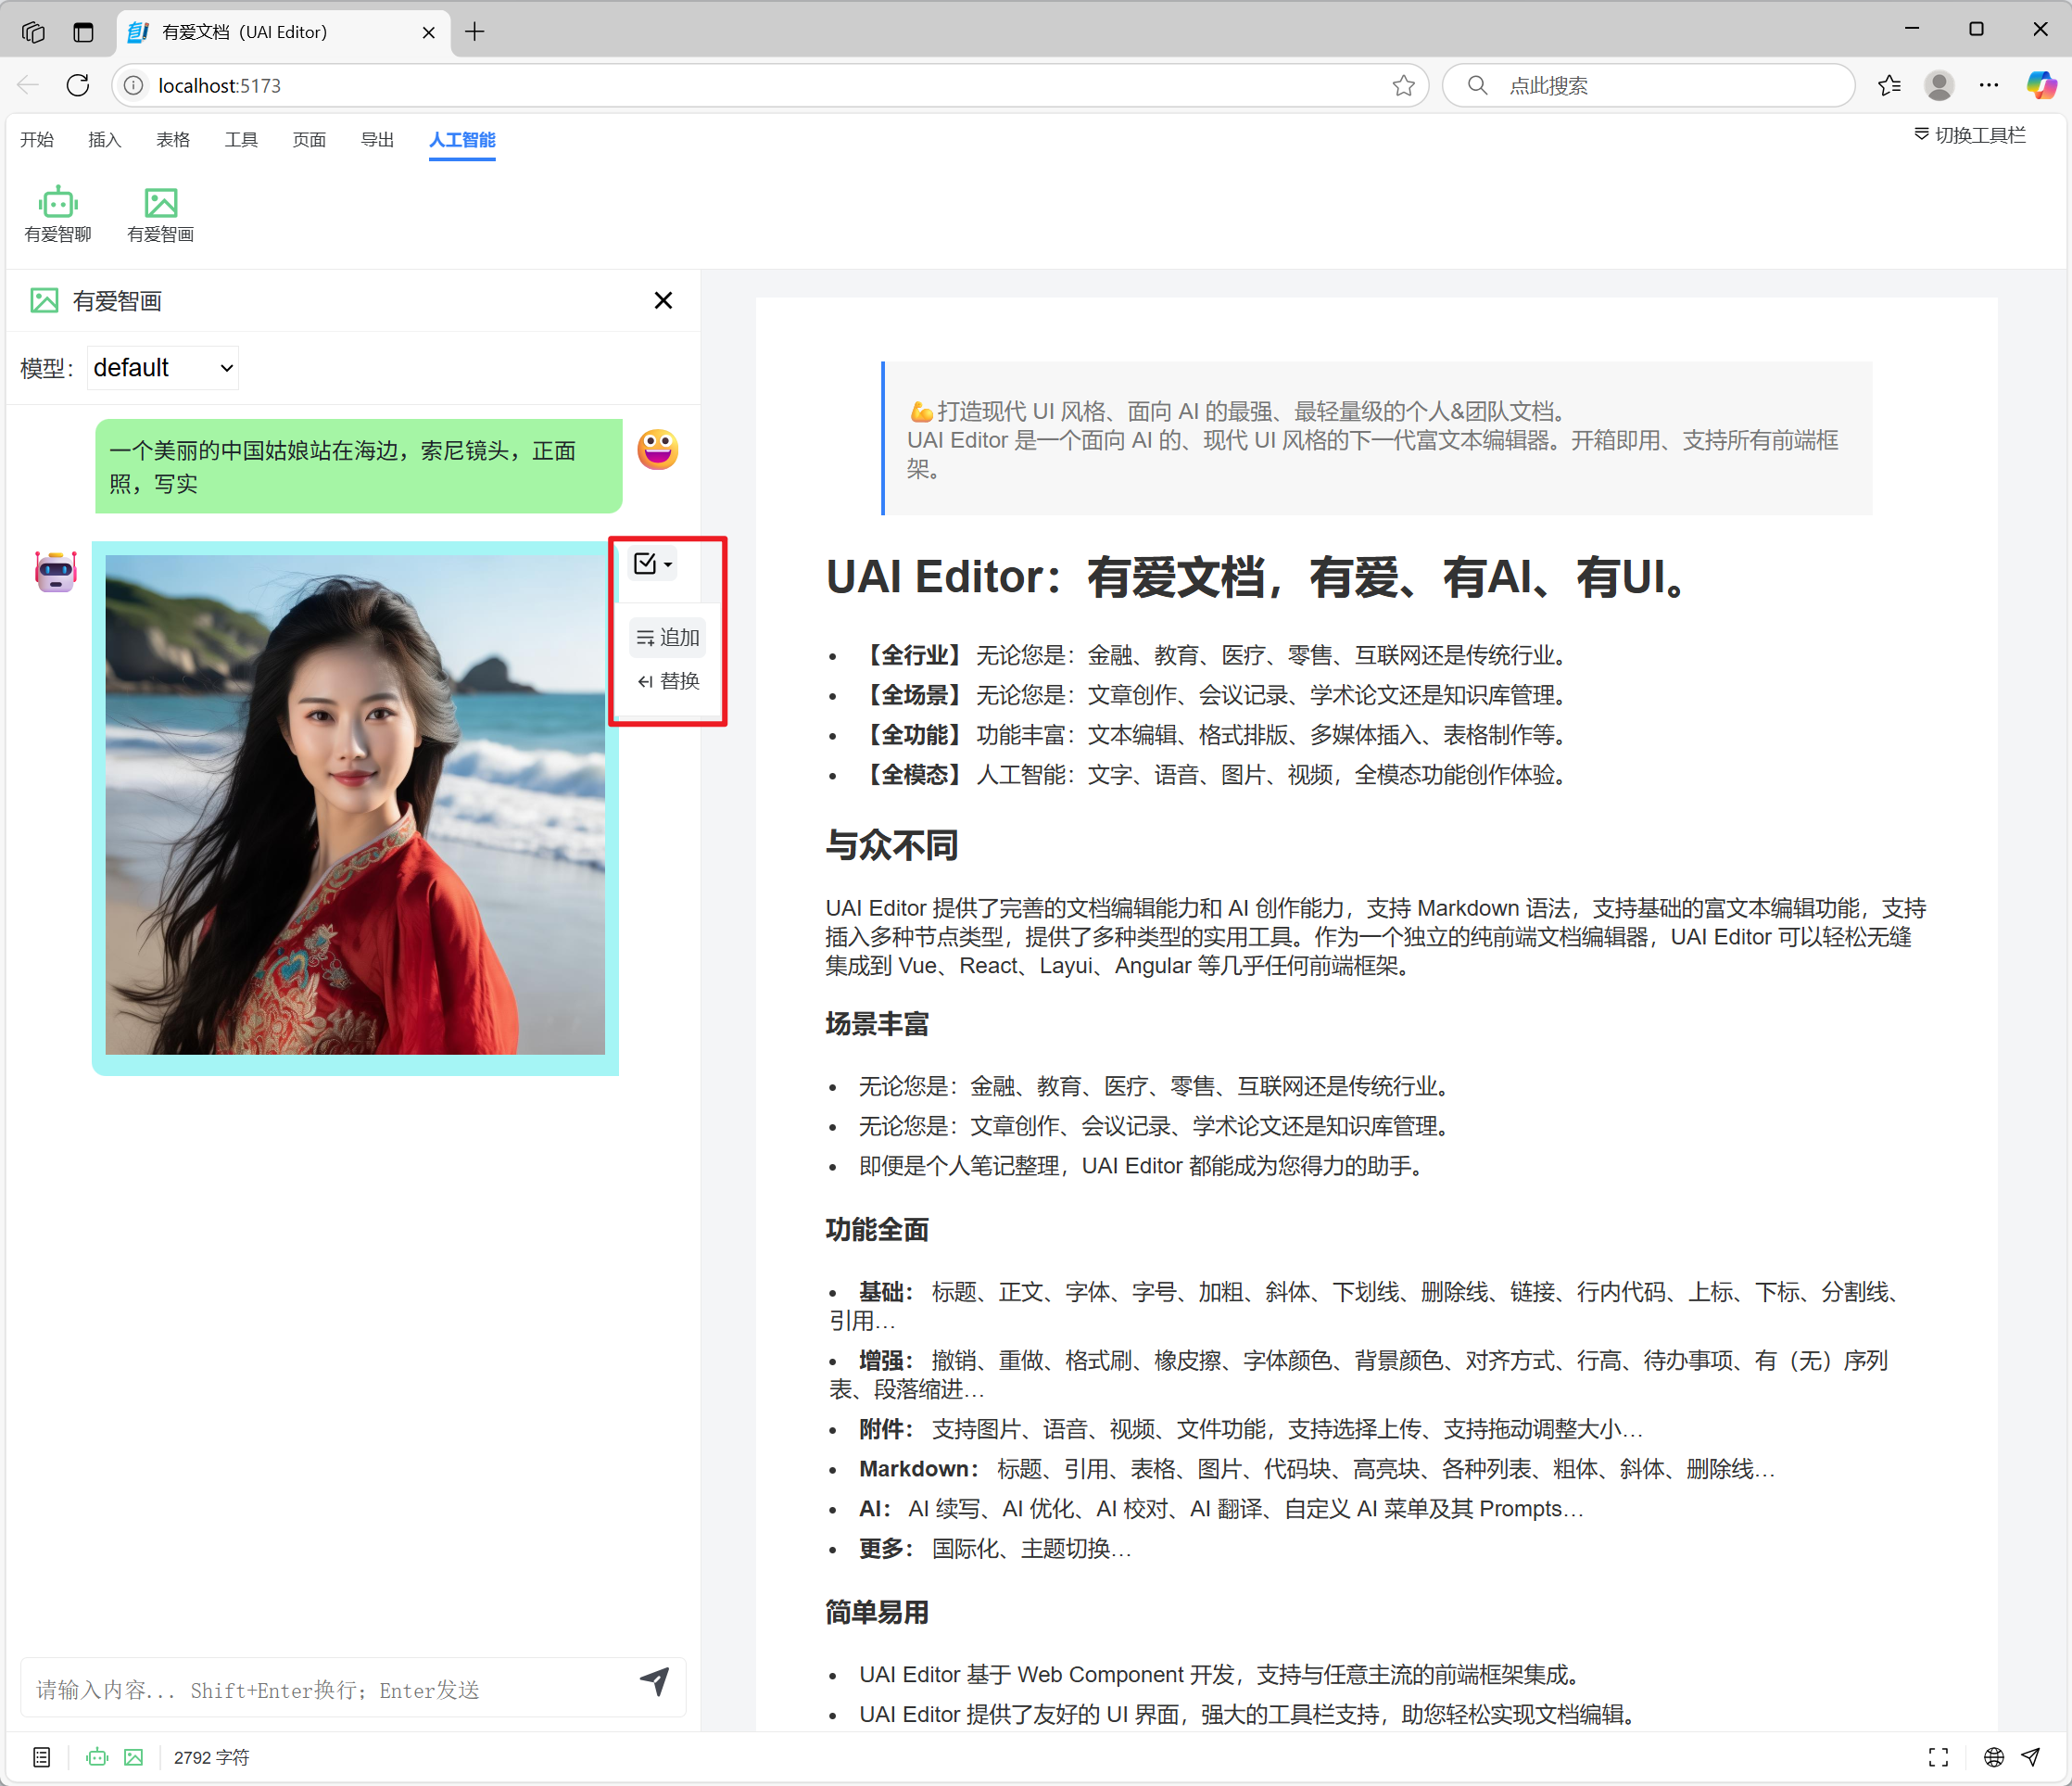 有爱文档（UAI Editor）
localhost:5173
点此搜索
开始 插入 表格 工具 页面 导出 人工智能
切换工具栏
有爱智聊 有爱智画
有爱智画
模型： default
一个美丽的中国姑娘站在海边，索尼镜头，正面
照，写实
追加
替换
请输入内容... Shift+Enter换行；Enter发送
💪打造现代 UI 风格、面向 AI 的最强、最轻量级的个人&团队文档。
UAI Editor 是一个面向 AI 的、现代 UI 风格的下一代富文本编辑器。开箱即用、支持所有前端框
架。
UAI Editor：有爱文档，有爱、有AI、有UI。
• 【全行业】 无论您是：金融、教育、医疗、零售、互联网还是传统行业。
• 【全场景】 无论您是：文章创作、会议记录、学术论文还是知识库管理。
• 【全功能】 功能丰富：文本编辑、格式排版、多媒体插入、表格制作等。
• 【全模态】 人工智能：文字、语音、图片、视频，全模态功能创作体验。
与众不同
UAI Editor 提供了完善的文档编辑能力和 AI 创作能力，支持 Markdown 语法，支持基础的富文本编辑功能，支持
插入多种节点类型，提供了多种类型的实用工具。作为一个独立的纯前端文档编辑器，UAI Editor 可以轻松无缝
集成到 Vue、React、Layui、Angular 等几乎任何前端框架。
场景丰富
• 无论您是：金融、教育、医疗、零售、互联网还是传统行业。
• 无论您是：文章创作、会议记录、学术论文还是知识库管理。
• 即便是个人笔记整理，UAI Editor 都能成为您得力的助手。
功能全面
• 基础： 标题、正文、字体、字号、加粗、斜体、下划线、删除线、链接、行内代码、上标、下标、分割线、
引用…
• 增强： 撤销、重做、格式刷、橡皮擦、字体颜色、背景颜色、对齐方式、行高、待办事项、有（无）序列
表、段落缩进…
• 附件： 支持图片、语音、视频、文件功能，支持选择上传、支持拖动调整大小…
• Markdown： 标题、引用、表格、图片、代码块、高亮块、各种列表、粗体、斜体、删除线…
• AI： AI 续写、AI 优化、AI 校对、AI 翻译、自定义 AI 菜单及其 Prompts…
• 更多： 国际化、主题切换…
简单易用
• UAI Editor 基于 Web Component 开发，支持与任意主流的前端框架集成。
• UAI Editor 提供了友好的 UI 界面，强大的工具栏支持，助您轻松实现文档编辑。
2792 字符